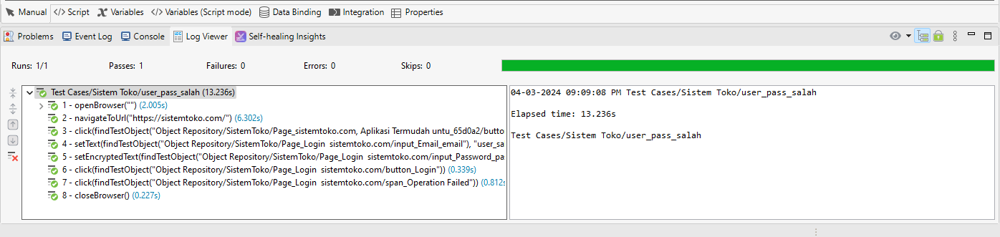 Manual Script Variables Variables (Script mode) Data Binding Integration Properties
Problems Event Log Console Log Viewer Self-healing Insights
Runs: 1/1 Passes: 1 Failures: 0 Errors: 0 Skips: 0
Test Cases/Sistem Toko/user_pass_salah (13.236s)
1 - openBrowser("") (2.005s)
2 - navigateToUrl("https://sistemtoko.com/") (6.302s)
3 - click(findTestObject("Object Repository/SistemToko/Page_sistemtoko.com, Aplikasi Termudah untu_65d0a2/butto
4 - setText(findTestObject("Object Repository/SistemToko/Page_Login  sistemtoko.com/input_Email_email"), "user_sa
5 - setEncryptedText(findTestObject("Object Repository/SistemToko/Page_Login  sistemtoko.com/input_Password_pa
6 - click(findTestObject("Object Repository/SistemToko/Page_Login  sistemtoko.com/button_Login")) (0.339s)
7 - click(findTestObject("Object Repository/SistemToko/Page_Login  sistemtoko.com/span_Operation Failed")) (0.812s
8 - closeBrowser() (0.227s)
04-03-2024 09:09:08 PM Test Cases/Sistem Toko/user_pass_salah
Elapsed time: 13.236s
Test Cases/Sistem Toko/user_pass_salah